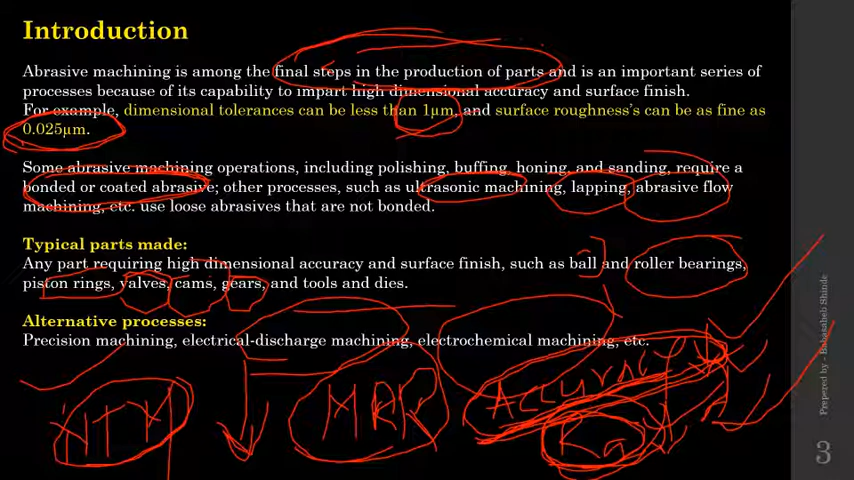 Introduction
Abrasive machining is among the final steps in the production of parts and is an important series of
processes because of its capability to impart high dimensional accuracy and surface finish.
For example, dimensional tolerances can be less than 1µm, and surface roughness's can be as fine as
0.025µm.
Some abrasive machining operations, including polishing, buffing, honing, and sanding, require a
bonded or coated abrasive; other processes, such as ultrasonic machining, lapping, abrasive flow
machining, etc. use loose abrasives that are not bonded.
Typical parts made:
Any part requiring high dimensional accuracy and surface finish, such as ball and roller bearings,
piston rings, valves, cams, gears, and tools and dies.
Alternative processes:
Precision machining, electrical-discharge machining, electrochemical machining, etc.
Accuracy
MRR
Prepared by - Babasaheb Shinde
3